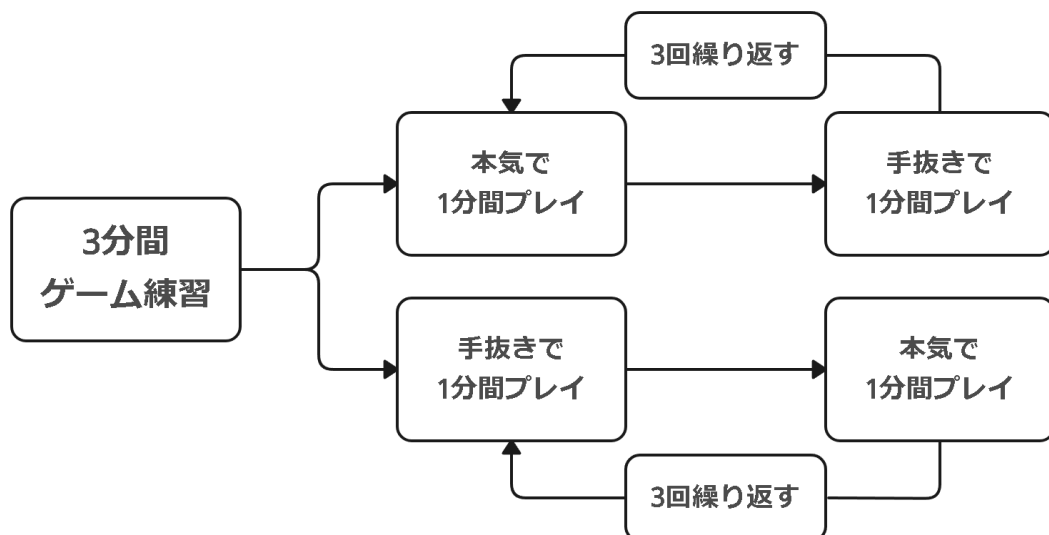 3回繰り返す
本気で
1分間プレイ
手抜きで
1分間プレイ
3分間
ゲーム練習
手抜きで
1分間プレイ
本気で
1分間プレイ
3回繰り返す